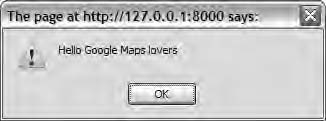 The page at http://127.0.0.1:8000 says:
Hello Google Maps lovers
OK